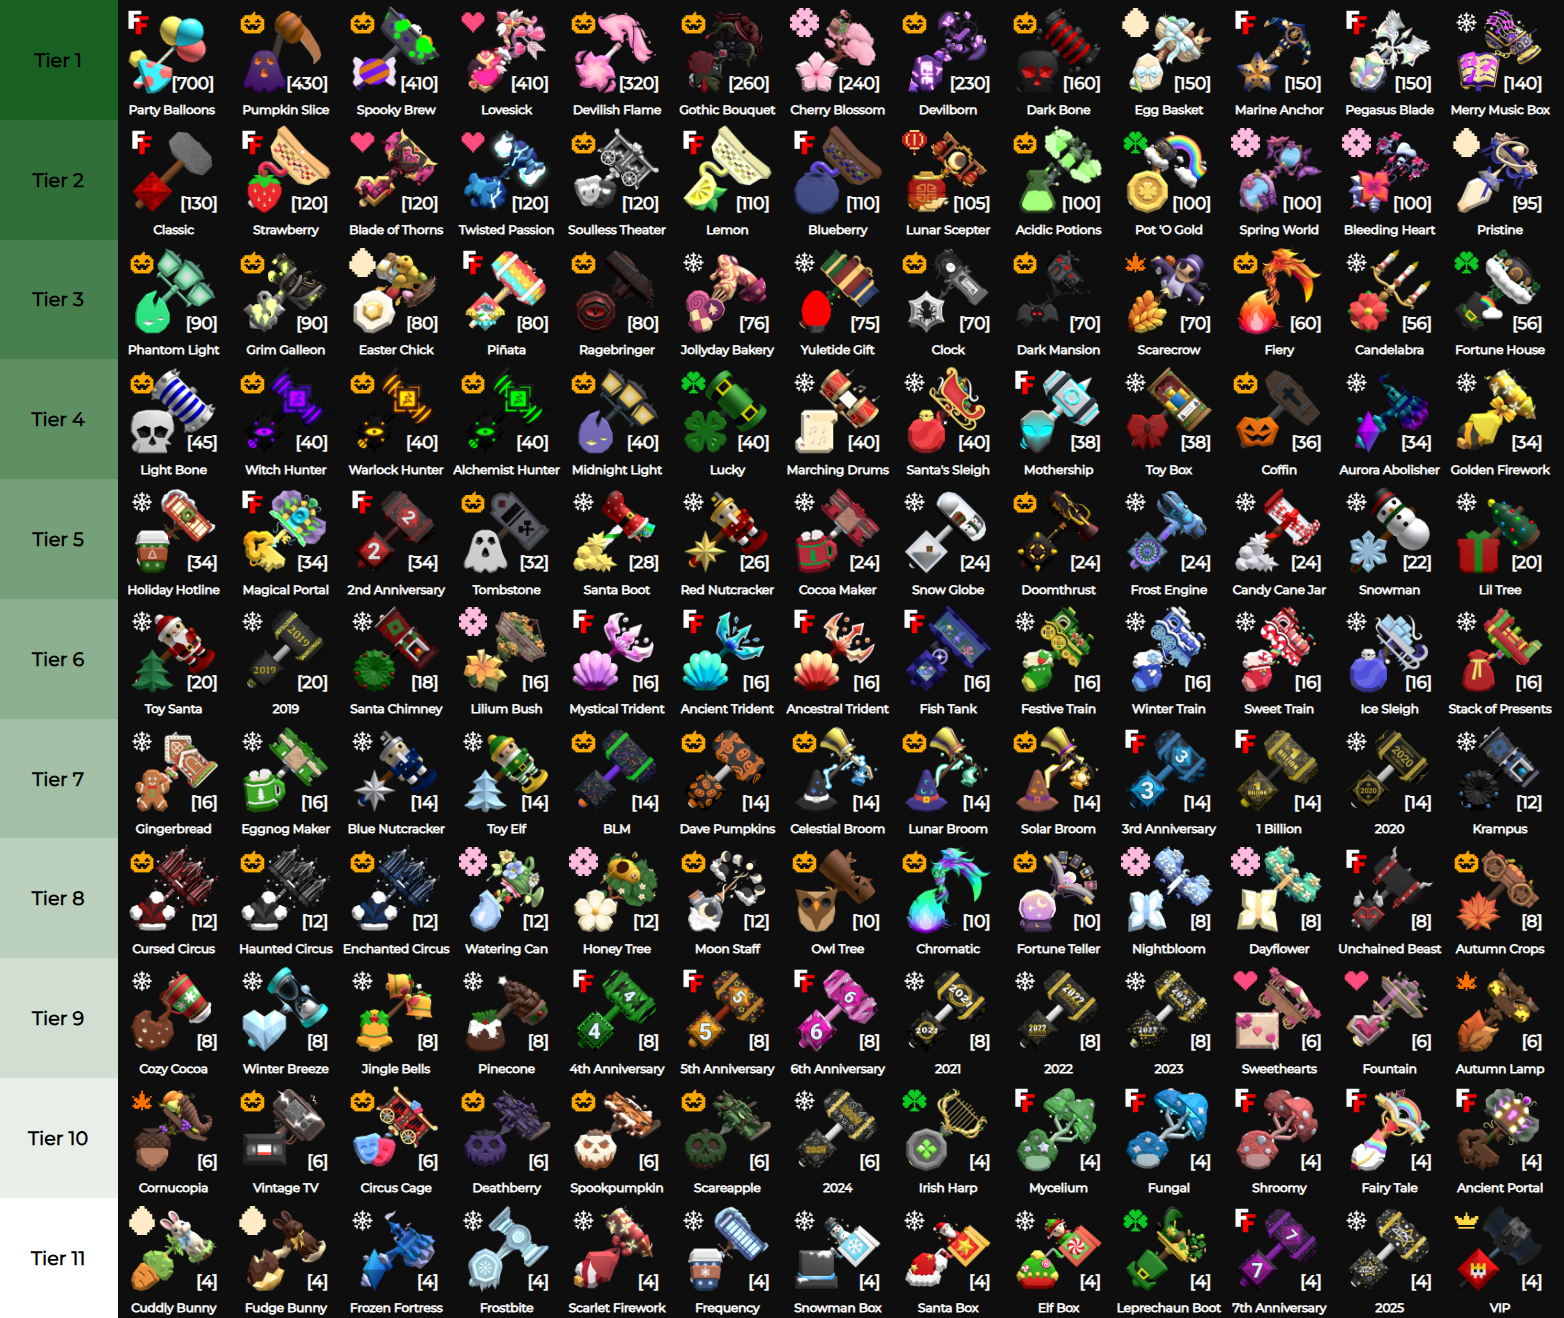 Tier 1
[700] [430] [410] [410] [320] [260] [240] [230] [160] [150] [150] [150] [140]
Party Balloons Pumpkin Slice Spooky Brew Lovesick Devilish Flame Gothic Bouquet Cherry Blossom Devilborn Dark Bone Egg Basket Marine Anchor Pegasus Blade Merry Music Box
Tier 2
[130] [120] [120] [120] [120] [110] [110] [105] [100] [100] [100] [100] [95]
Classic Strawberry Blade of Thorns Twisted Passion Soulless Theater Lemon Blueberry Lunar Scepter Acidic Potions Pot 'O Gold Spring World Bleeding Heart Pristine
Tier 3
[90] [90] [80] [80] [80] [76] [75] [70] [70] [70] [60] [56] [56]
Phantom Light Grim Galleon Easter Chick Piñata Ragebringer Jollyday Bakery Yuletide Gift Clock Dark Mansion Scarecrow Fiery Candelabra Fortune House
Tier 4
[45] [40] [40] [40] [40] [40] [40] [40] [38] [38] [36] [34] [34]
Light Bone Witch Hunter Warlock Hunter Alchemist Hunter Midnight Light Lucky Marching Drums Santa's Sleigh Mothership Toy Box Coffin Aurora Abolisher Golden Firework
Tier 5
[34] [34] [34] [32] [28] [26] [24] [24] [24] [24] [24] [22] [20]
Holiday Hotline Magical Portal 2nd Anniversary Tombstone Santa Boot Red Nutcracker Cocoa Maker Snow Globe Doomthrust Frost Engine Candy Cane Jar Snowman Lil Tree
Tier 6
[20] [20] [18] [16] [16] [16] [16] [16] [16] [16] [16] [16] [16]
Toy Santa 2019 Santa Chimney Lilium Bush Mystical Trident Ancient Trident Ancestral Trident Fish Tank Festive Train Winter Train Sweet Train Ice Sleigh Stack of Presents
Tier 7
[16] [16] [14] [14] [14] [14] [14] [14] [14] [14] [14] [14] [12]
Gingerbread Eggnog Maker Blue Nutcracker Toy Elf BLM Dave Pumpkins Celestial Broom Lunar Broom Solar Broom 3rd Anniversary 1 Billion 2020 Krampus
Tier 8
[12] [12] [12] [12] [12] [12] [10] [10] [10] [8] [8] [8] [8]
Cursed Circus Haunted Circus Enchanted Circus Watering Can Honey Tree Moon Staff Owl Tree Chromatic Fortune Teller Nightbloom Dayflower Unchained Beast Autumn Crops
Tier 9
[8] [8] [8] [8] [8] [8] [8] [8] [8] [8] [6] [6] [6]
Cozy Cocoa Winter Breeze Jingle Bells Pinecone 4th Anniversary 5th Anniversary 6th Anniversary 2021 2022 2023 Sweethearts Fountain Autumn Lamp
Tier 10
[6] [6] [6] [6] [6] [6] [6] [4] [4] [4] [4] [4] [4]
Cornucopia Vintage TV Circus Cage Deathberry Spookpumpkin Scareapple 2024 Irish Harp Mycelium Fungal Shroomy Fairy Tale Ancient Portal
Tier 11
[4] [4] [4] [4] [4] [4] [4] [4] [4] [4] [4] [4] [4]
Cuddly Bunny Fudge Bunny Frozen Fortress Frostbite Scarlet Firework Frequency Snowman Box Santa Box Elf Box Leprechaun Boot 7th Anniversary 2025 VIP